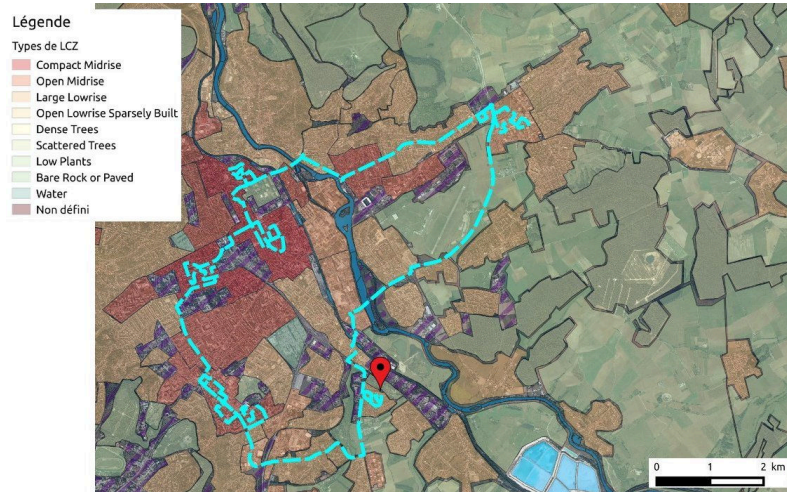 Légende
Types de LCZ
Compact Midrise
Open Midrise
Large Lowrise
Open Lowrise Sparsely Built
Dense Trees
Scattered Trees
Low Plants
Bare Rock or Paved
Water
Non défini
0 1 2 km